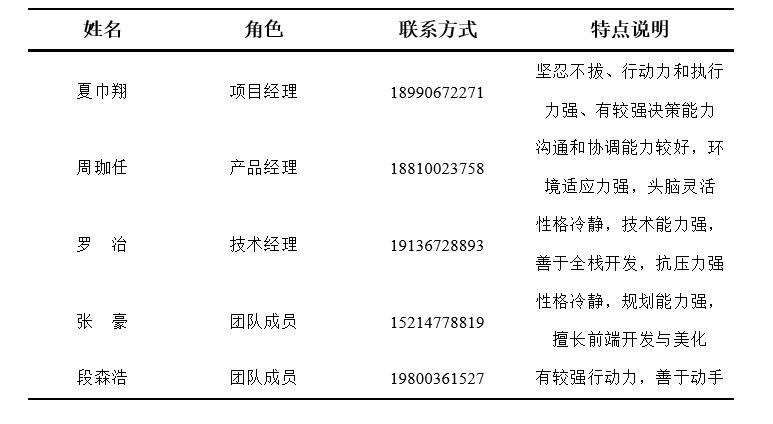 姓名 角色 联系方式 特点说明
夏巾翔 项目经理 18990672271 坚忍不拔、行动力和执行
力强、有较强决策能力
周珈任 产品经理 18810023758 沟通和协调能力较好，环
境适应力强，头脑灵活
罗 治 技术经理 19136728893 性格冷静，技术能力强，
善于全栈开发，抗压力强
张 豪 团队成员 15214778819 性格冷静，规划能力强，
擅长前端开发与美化
段森浩 团队成员 19800361527 有较强行动力，善于动手